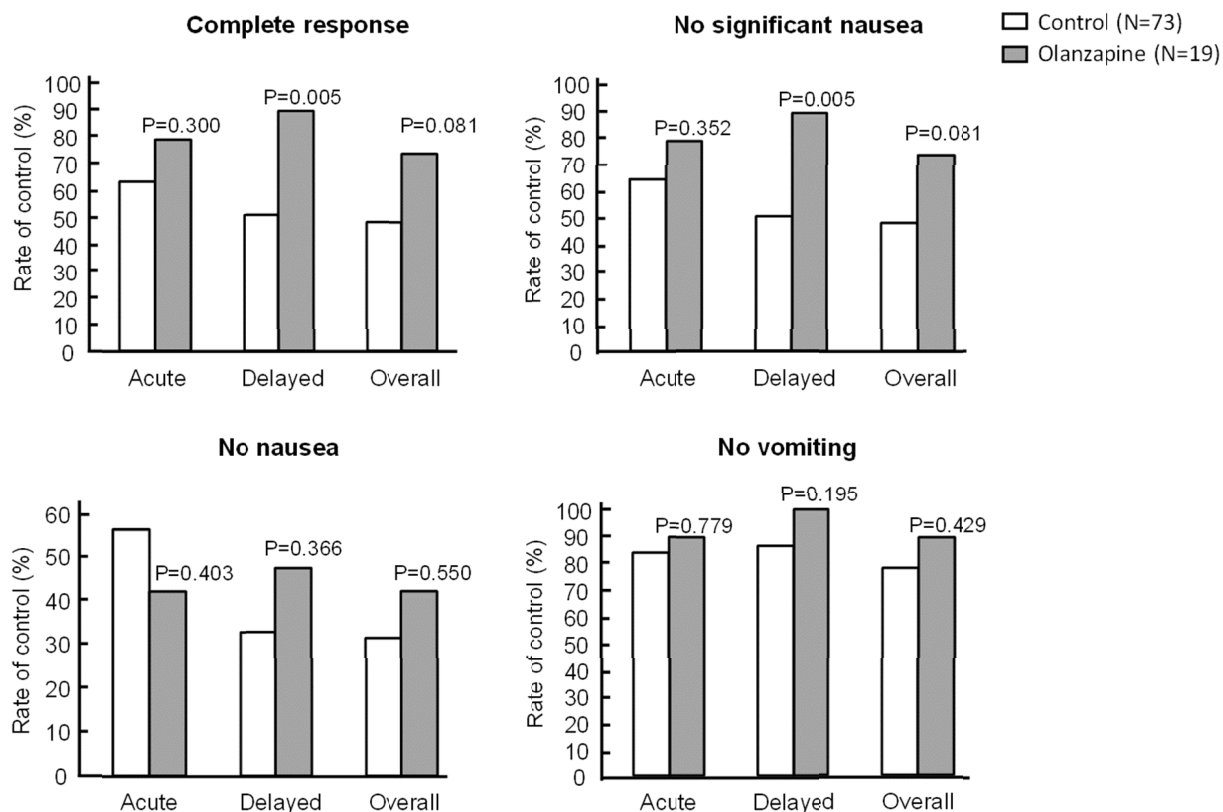 Complete response
No significant nausea
Control (N=73)
Olanzapine (N=19)
Rate of control (%)
100
90
80
70
60
50
40
30
20
10
0
P=0.300
P=0.005
P=0.081
Acute
Delayed
Overall
Rate of control (%)
100
90
80
70
60
50
40
30
20
10
0
P=0.352
P=0.005
P=0.081
Acute
Delayed
Overall
No nausea
Rate of control (%)
60
50
40
30
20
10
0
P=0.403
P=0.366
P=0.550
Acute
Delayed
Overall
No vomiting
Rate of control (%)
100
90
80
70
60
50
40
30
20
10
0
P=0.779
P=0.195
P=0.429
Acute
Delayed
Overall